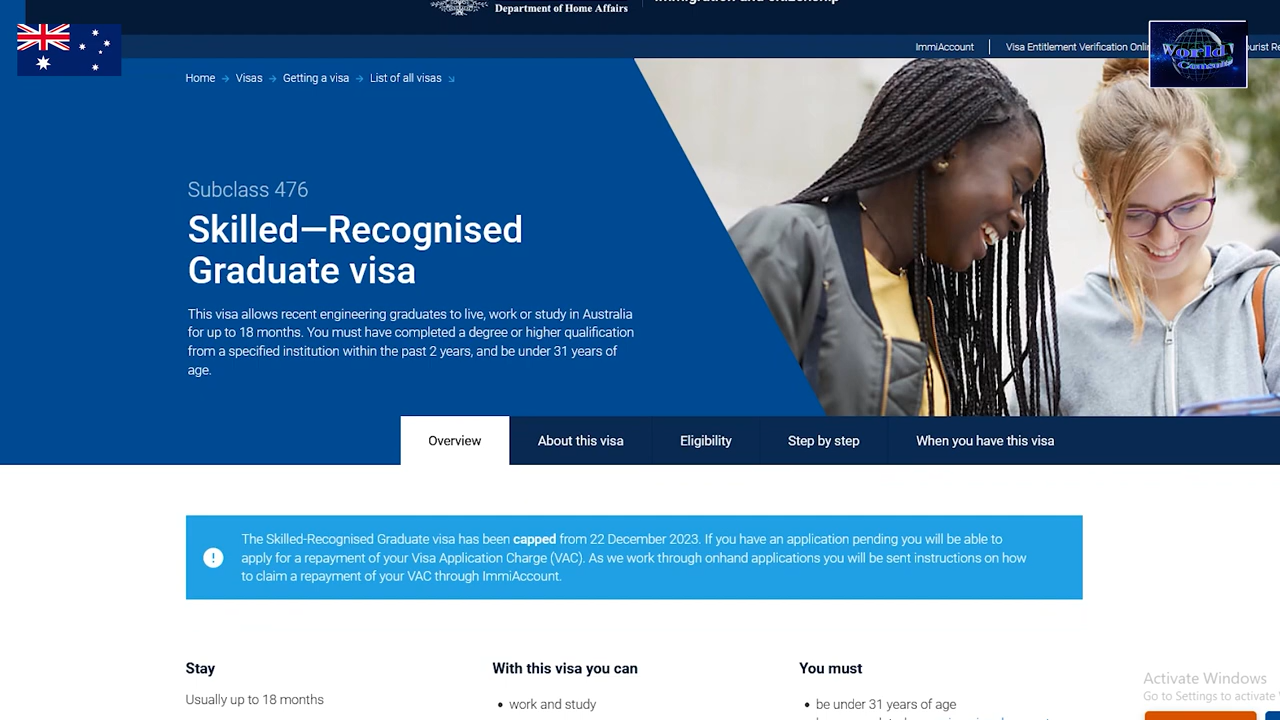 Department of Home Affairs
Immigration and citizenship
ImmiAccount
Visa Entitlement Verification Onli
World
Consults
Home
Visas
Getting a visa
List of all visas
Subclass 476
Skilled—Recognised
Graduate visa
This visa allows recent engineering graduates to live, work or study in Australia
for up to 18 months. You must have completed a degree or higher qualification
from a specified institution within the past 2 years, and be under 31 years of
age.
Overview
About this visa
Eligibility
Step by step
When you have this visa
The Skilled-Recognised Graduate visa has been capped from 22 December 2023. If you have an application pending you will be able to
apply for a repayment of your Visa Application Charge (VAC). As we work through onhand applications you will be sent instructions on how
to claim a repayment of your VAC through ImmiAccount.
Stay
Usually up to 18 months
With this visa you can
• work and study
You must
• be under 31 years of age
Activate Windows
Go to Settings to activate